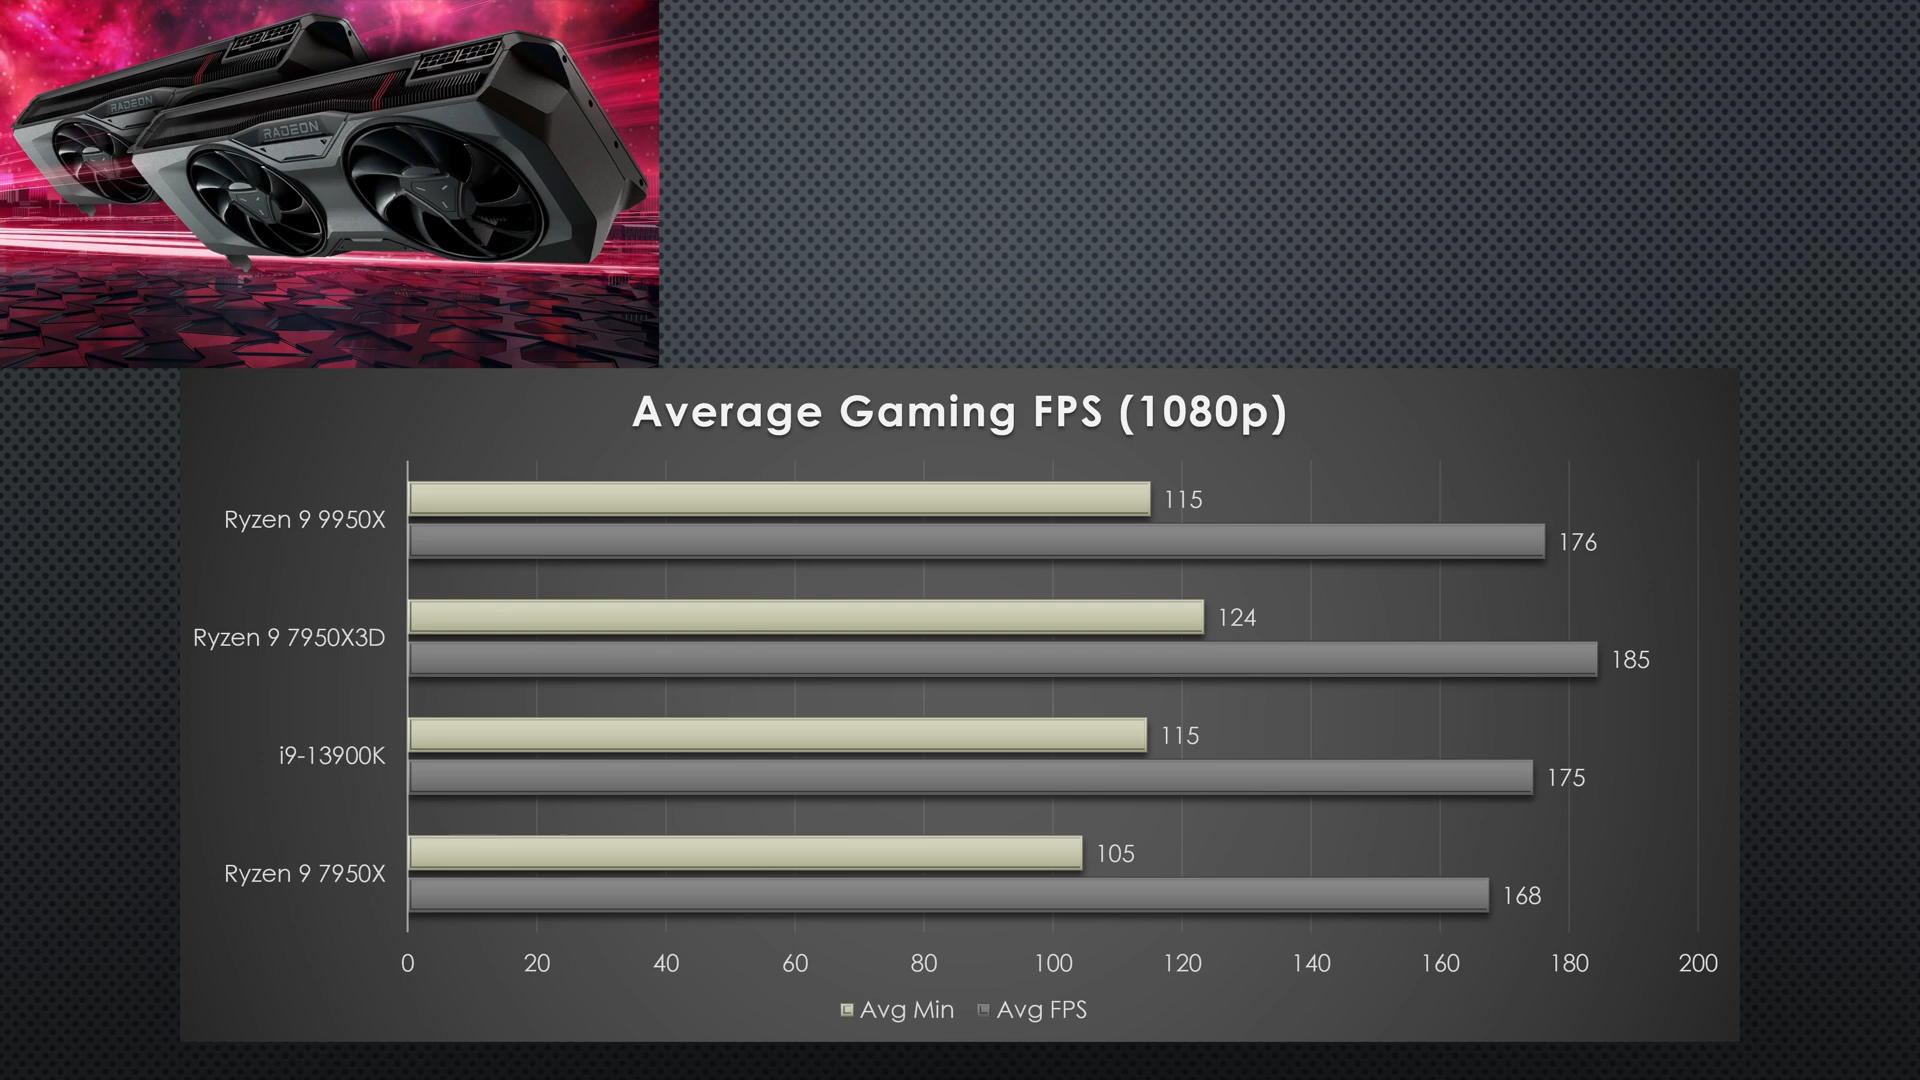 RADEON
RADEON
Average Gaming FPS (1080p)
Ryzen 9 9950X
115
176
Ryzen 9 7950X3D
124
185
i9-13900K
115
175
Ryzen 9 7950X
105
168
0 20 40 60 80 100 120 140 160 180 200
Avg Min Avg FPS